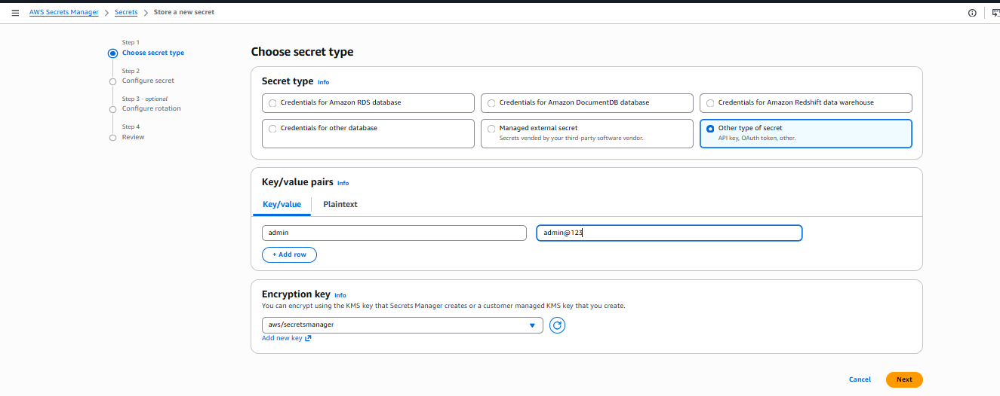 AWS Secrets Manager > Secrets > Store a new secret
Step 1
Choose secret type
Step 2
Configure secret
Step 3 - optional
Configure rotation
Step 4
Review
Choose secret type
Secret type Info
Credentials for Amazon RDS database
Credentials for Amazon DocumentDB database
Credentials for Amazon Redshift data warehouse
Credentials for other database
Managed external secret
Secrets vended by your third-party software vendor.
Other type of secret
API key, OAuth token, other.
Key/value pairs Info
Key/value
Plaintext
admin
admin@123
+ Add row
Encryption key Info
You can encrypt using the KMS key that Secrets Manager creates or a customer managed KMS key that you create.
aws/secretsmanager
Add new key
Cancel
Next